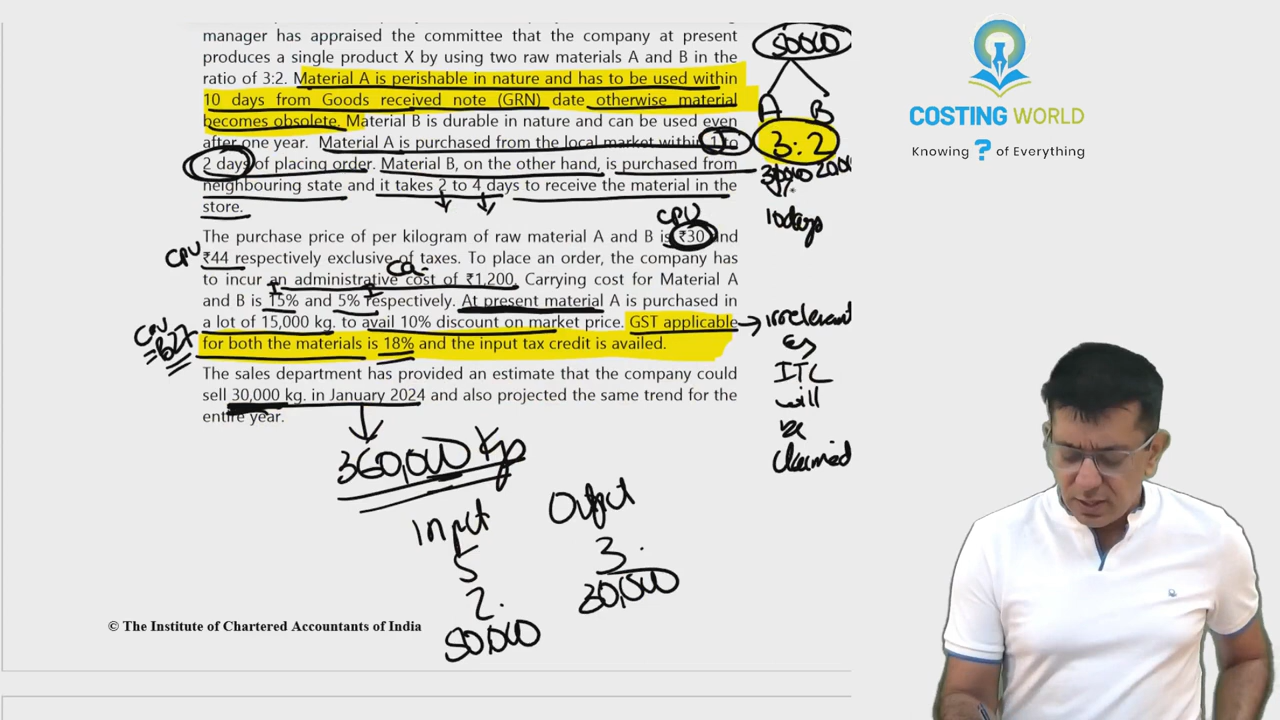 manager has appraised the committee that the company at present
produces a single product X by using two raw materials A and B in the
ratio of 3:2. Material A is perishable in nature and has to be used within
10 days from Goods received note (GRN) date otherwise material
becomes obsolete. Material B is durable in nature and can be used even
after one year. Material A is purchased from the local market within 1 to
2 days of placing order. Material B, on the other hand, is purchased from
neighbouring state and it takes 2 to 4 days to receive the material in the
store.
CPU
The purchase price of per kilogram of raw material A and B is ₹30 and
CPU
₹44 respectively exclusive of taxes. To place an order, the company has
to incur an administrative cost of ₹1,200. Carrying cost for Material A
and B is 15% and 5% respectively. At present material A is purchased in
a lot of 15,000 kg. to avail 10% discount on market price. GST applicable
for both the materials is 18% and the input tax credit is availed.
The sales department has provided an estimate that the company could
sell 30,000 kg. in January 2024 and also projected the same trend for the
entire year.
360,000 Kgs
Input
5
2
50,000
Output
3
30,000
50000
A B
3:2
10days
irrelevant
as
ITC
will
be
claimed
© The Institute of Chartered Accountants of India
COSTING WORLD
Knowing ? of Everything